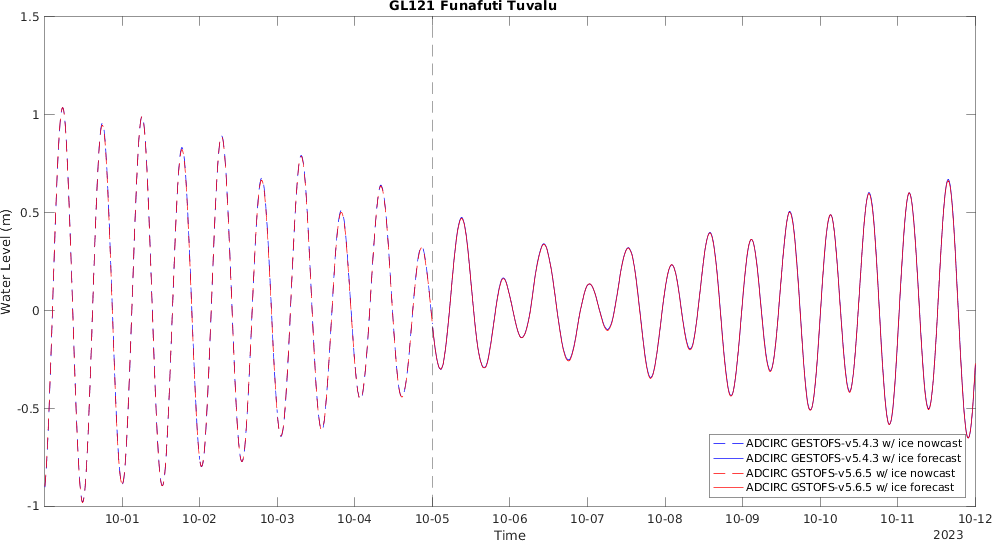 GL121 Funafuti Tuvalu
1.5
1
0.5
0
-0.5
-1
Water Level (m)
10-01 10-02 10-03 10-04 10-05 10-06 10-07 10-08 10-09 10-10 10-11 10-12
Time
2023
ADCIRC GESTOFS-v5.4.3 w/ ice nowcast
ADCIRC GESTOFS-v5.4.3 w/ ice forecast
ADCIRC GSTOFS-v5.6.5 w/ ice nowcast
ADCIRC GSTOFS-v5.6.5 w/ ice forecast